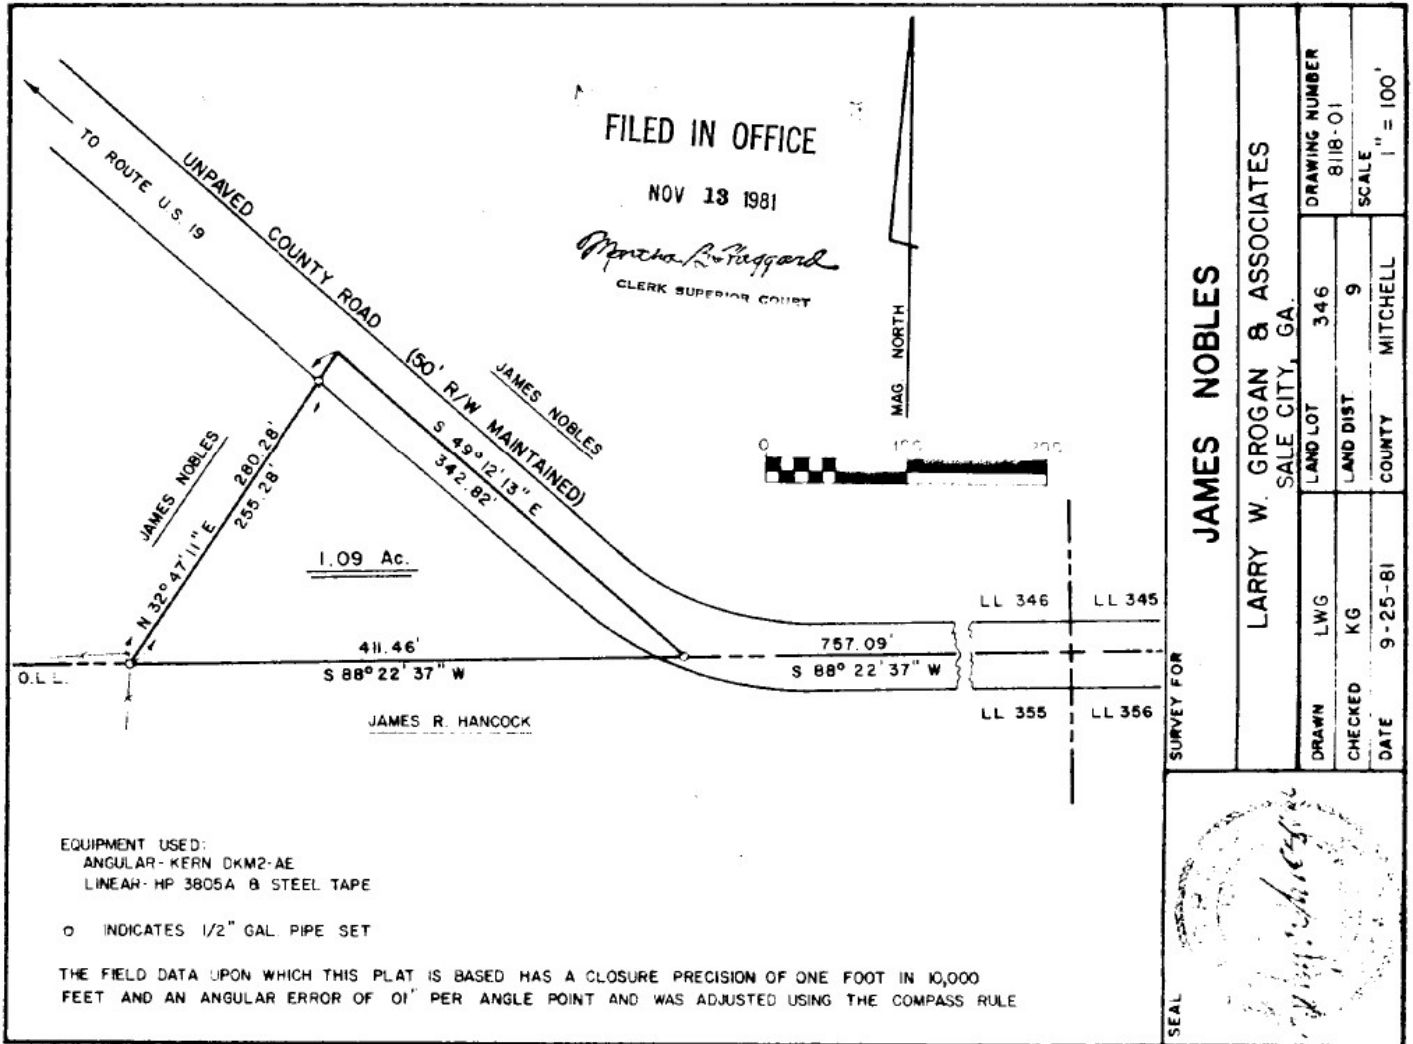 TO ROUTE U.S. 19
UNPAVED COUNTY ROAD (50' R/W MAINTAINED)
FILED IN OFFICE
NOV 13 1981
CLERK SUPERIOR COURT
MAG NORTH
0 100 200
JAMES NOBLES
S 49° 12' 13" E
342.82'
JAMES NOBLES
N 32° 47' 11" E 280.28'
255.28'
1.09 Ac.
O.L.L.
411.46'
S 88° 22' 37" W
757.09'
S 88° 22' 37" W
JAMES R. HANCOCK
LL 346 LL 345
LL 355 LL 356
EQUIPMENT USED:
ANGULAR- KERN DKM2-AE
LINEAR- HP 3805A & STEEL TAPE
o INDICATES 1/2" GAL. PIPE SET
THE FIELD DATA UPON WHICH THIS PLAT IS BASED HAS A CLOSURE PRECISION OF ONE FOOT IN 10,000
FEET AND AN ANGULAR ERROR OF 01" PER ANGLE POINT AND WAS ADJUSTED USING THE COMPASS RULE
SURVEY FOR
JAMES NOBLES
LARRY W. GROGAN & ASSOCIATES
SALE CITY, GA.
DRAWN LWG
CHECKED KG
DATE 9-25-81
LAND LOT 346
LAND DIST. 9
COUNTY MITCHELL
DRAWING NUMBER
8118-01
SCALE
1" = 100'
SEAL